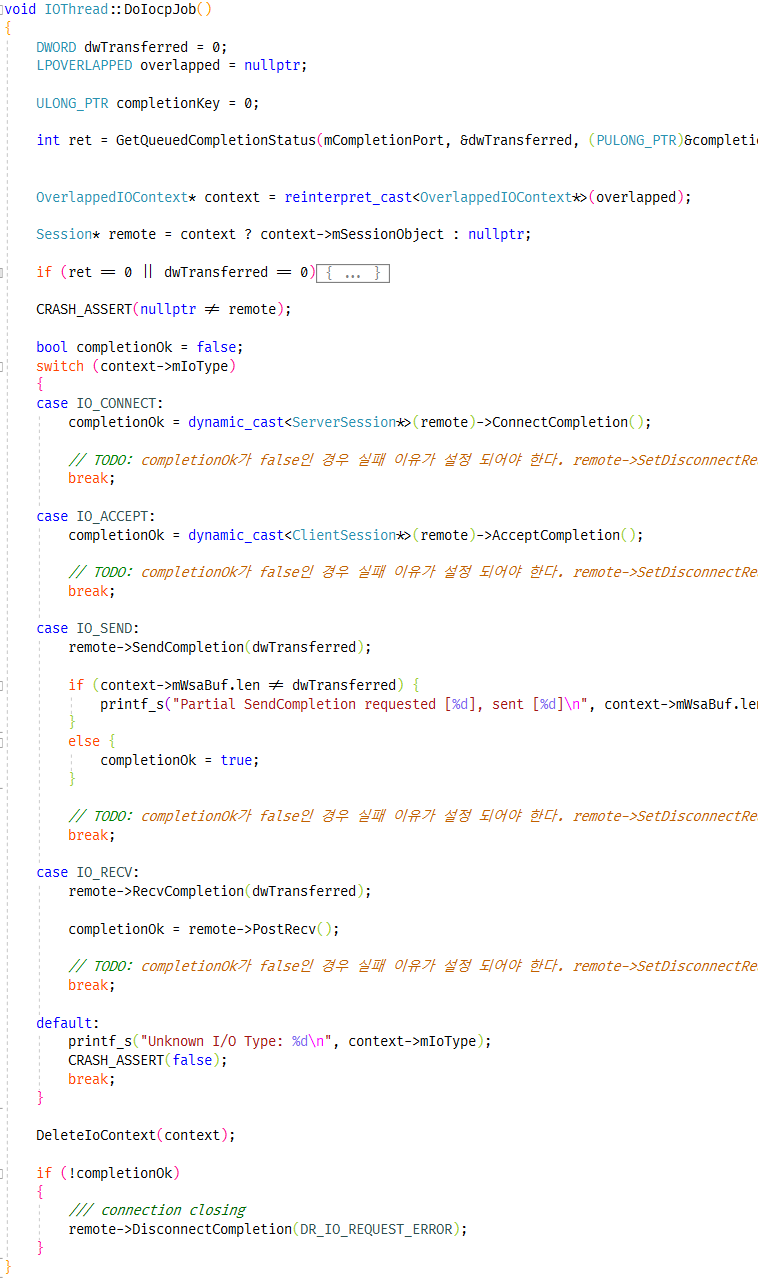 void IOThread::DoIocpJob()
{
DWORD dwTransferred = 0;
LPOVERLAPPED overlapped = nullptr;
ULONG_PTR completionKey = 0;
int ret = GetQueuedCompletionStatus(mCompletionPort, &dwTransferred, (PULONG_PTR)&completi
OverlappedIOContext* context = reinterpret_cast<OverlappedIOContext*>(overlapped);
Session* remote = context ? context->mSessionObject : nullptr;
if (ret == 0 || dwTransferred == 0){ ... }
CRASH_ASSERT(nullptr != remote);
bool completionOk = false;
switch (context->mIoType)
{
case IO_CONNECT:
completionOk = dynamic_cast<ServerSession*>(remote)->ConnectCompletion();
// TODO: completionOk가 false인 경우 실패 이유가 설정 되어야 한다. remote->SetDisconnectRe
break;
case IO_ACCEPT:
completionOk = dynamic_cast<ClientSession*>(remote)->AcceptCompletion();
// TODO: completionOk가 false인 경우 실패 이유가 설정 되어야 한다. remote->SetDisconnectRe
break;
case IO_SEND:
remote->SendCompletion(dwTransferred);
if (context->mWsaBuf.len != dwTransferred) {
printf_s("Partial SendCompletion requested [%d], sent [%d]\n", context->mWsaBuf.le
}
else {
completionOk = true;
}
// TODO: completionOk가 false인 경우 실패 이유가 설정 되어야 한다. remote->SetDisconnectRe
break;
case IO_RECV:
remote->RecvCompletion(dwTransferred);
completionOk = remote->PostRecv();
// TODO: completionOk가 false인 경우 실패 이유가 설정 되어야 한다. remote->SetDisconnectRe
break;
default:
printf_s("Unknown I/O Type: %d\n", context->mIoType);
CRASH_ASSERT(false);
break;
}
DeleteIoContext(context);
if (!completionOk)
{
/// connection closing
remote->DisconnectCompletion(DR_IO_REQUEST_ERROR);
}
}